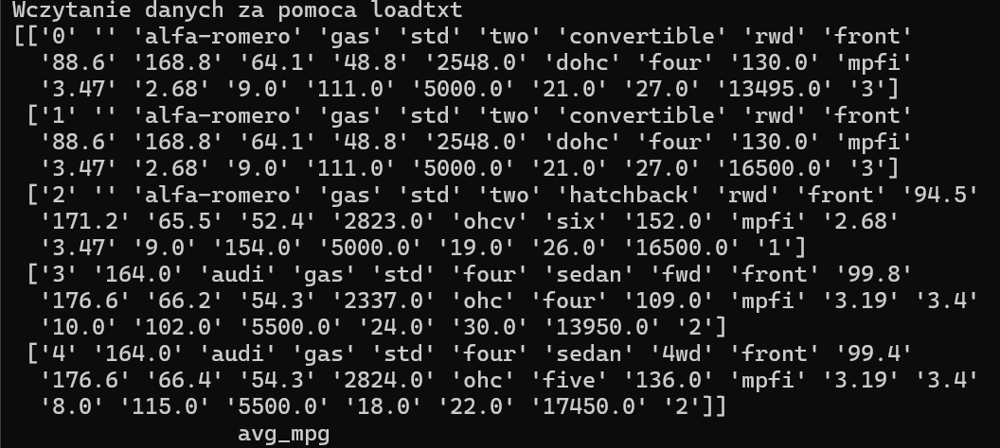 Wczytanie danych za pomoca loadtxt
[['0' '' 'alfa-romero' 'gas' 'std' 'two' 'convertible' 'rwd' 'front'
'88.6' '168.8' '64.1' '48.8' '2548.0' 'dohc' 'four' '130.0' 'mpfi'
'3.47' '2.68' '9.0' '111.0' '5000.0' '21.0' '27.0' '13495.0' '3']
['1' '' 'alfa-romero' 'gas' 'std' 'two' 'convertible' 'rwd' 'front'
'88.6' '168.8' '64.1' '48.8' '2548.0' 'dohc' 'four' '130.0' 'mpfi'
'3.47' '2.68' '9.0' '111.0' '5000.0' '21.0' '27.0' '16500.0' '3']
['2' '' 'alfa-romero' 'gas' 'std' 'two' 'hatchback' 'rwd' 'front' '94.5'
'171.2' '65.5' '52.4' '2823.0' 'ohcv' 'six' '152.0' 'mpfi' '2.68'
'3.47' '9.0' '154.0' '5000.0' '19.0' '26.0' '16500.0' '1']
['3' '164.0' 'audi' 'gas' 'std' 'four' 'sedan' 'fwd' 'front' '99.8'
'176.6' '66.2' '54.3' '2337.0' 'ohc' 'four' '109.0' 'mpfi' '3.19' '3.4'
'10.0' '102.0' '5500.0' '24.0' '30.0' '13950.0' '2']
['4' '164.0' 'audi' 'gas' 'std' 'four' 'sedan' '4wd' 'front' '99.4'
'176.6' '66.4' '54.3' '2824.0' 'ohc' 'five' '136.0' 'mpfi' '3.19' '3.4'
'8.0' '115.0' '5500.0' '18.0' '22.0' '17450.0' '2']]
avg_mpg